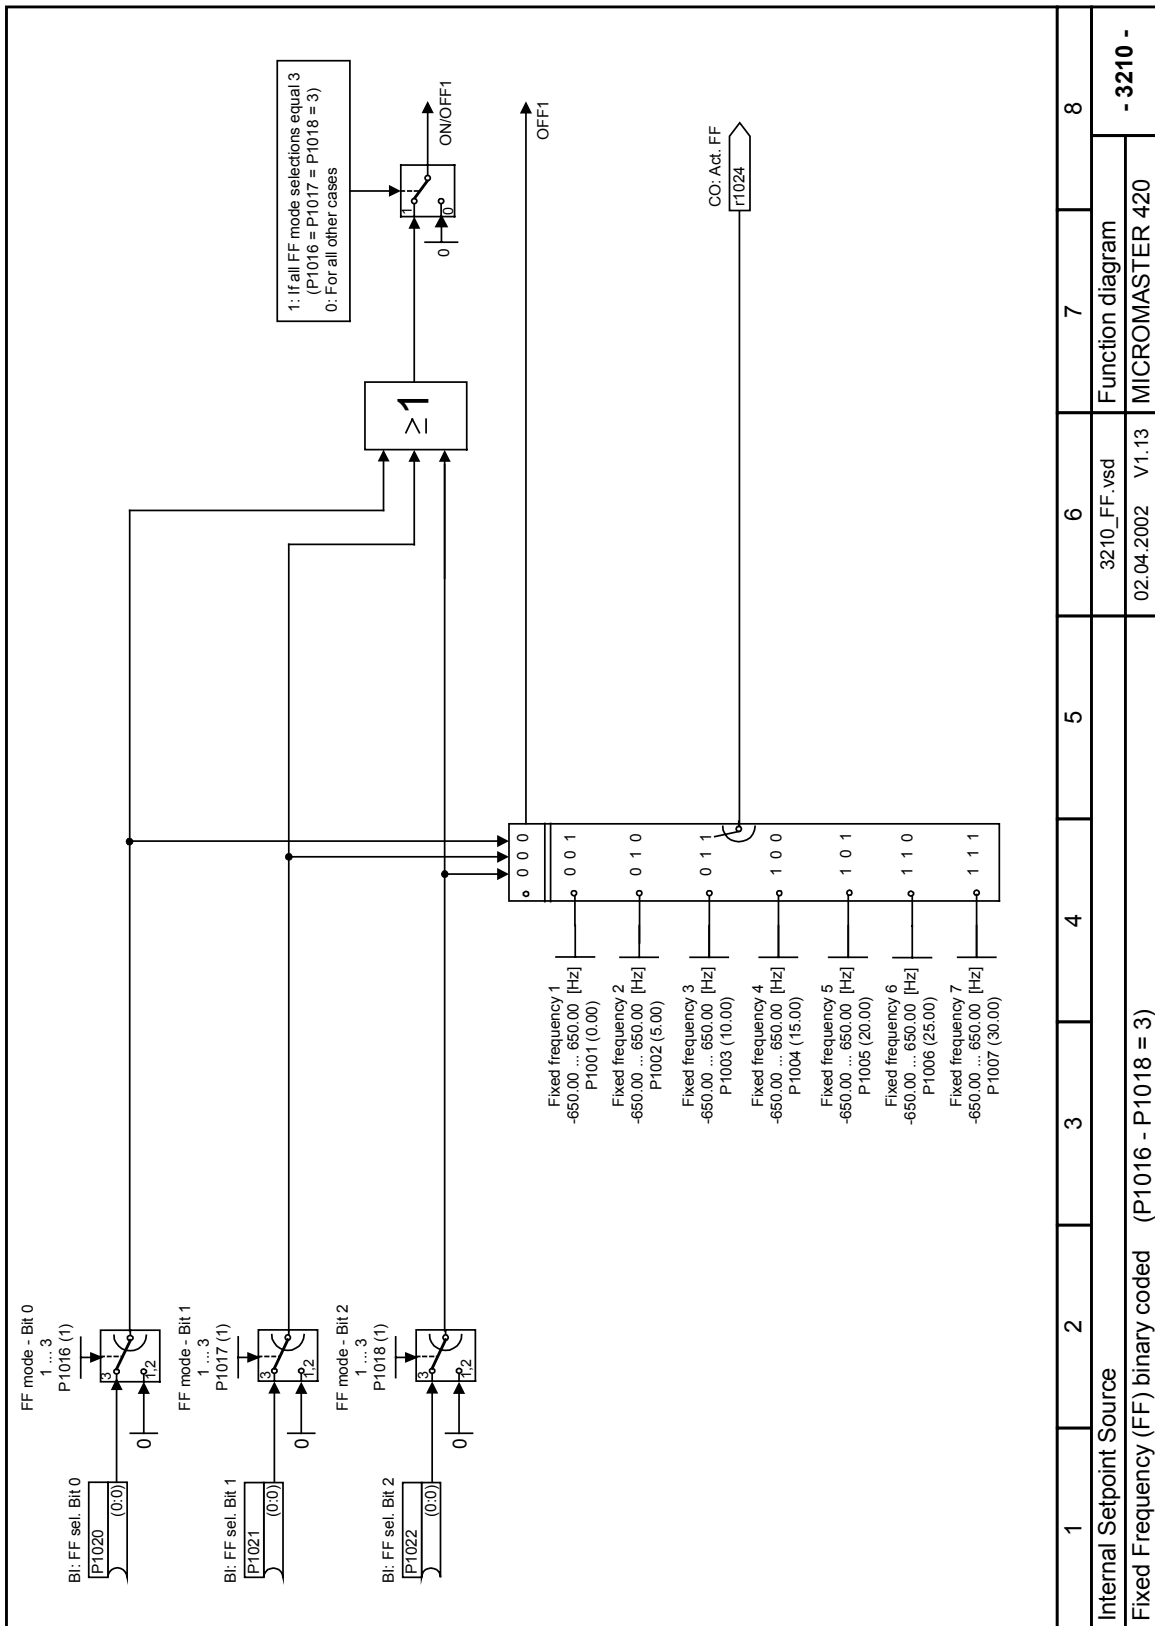 BI: FF sel. Bit 0
P1020
(0:0)
FF mode - Bit 0
1 ... 3
P1016 (1)
3
1,2
0
BI: FF sel. Bit 1
P1021
(0:0)
FF mode - Bit 1
1 ... 3
P1017 (1)
3
1,2
0
BI: FF sel. Bit 2
P1022
(0:0)
FF mode - Bit 2
1 ... 3
P1018 (1)
3
1,2
0
≥1
1: If all FF mode selections equal 3
(P1016 = P1017 = P1018 = 3)
0: For all other cases
1
0
0
ON/OFF1
OFF1
0 0 0
0 0 1
0 1 0
0 1 1
1 0 0
1 0 1
1 1 0
1 1 1
Fixed frequency 1
-650.00 ... 650.00 [Hz]
P1001 (0.00)
Fixed frequency 2
-650.00 ... 650.00 [Hz]
P1002 (5.00)
Fixed frequency 3
-650.00 ... 650.00 [Hz]
P1003 (10.00)
Fixed frequency 4
-650.00 ... 650.00 [Hz]
P1004 (15.00)
Fixed frequency 5
-650.00 ... 650.00 [Hz]
P1005 (20.00)
Fixed frequency 6
-650.00 ... 650.00 [Hz]
P1006 (25.00)
Fixed frequency 7
-650.00 ... 650.00 [Hz]
P1007 (30.00)
CO: Act. FF
r1024
1 2 3 4 5 6 7 8
Internal Setpoint Source
3210_FF.vsd
Function diagram
- 3210 -
Fixed Frequency (FF) binary coded (P1016 - P1018 = 3)
02.04.2002 V1.13
MICROMASTER 420